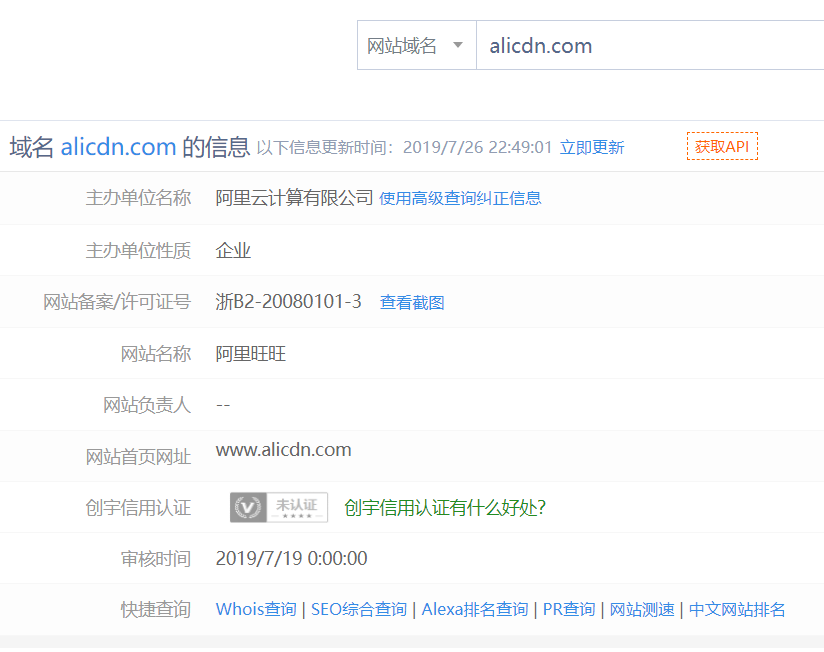 网站域名 alicdn.com
域名 alicdn.com 的信息 以下信息更新时间：2019/7/26 22:49:01 立即更新 获取API
主办单位名称 阿里云计算有限公司 使用高级查询纠正信息
主办单位性质 企业
网站备案/许可证号 浙B2-20080101-3 查看截图
网站名称 阿里旺旺
网站负责人 --
网站首页网址 www.alicdn.com
创宇信用认证 V 未认证 创宇信用认证有什么好处?
审核时间 2019/7/19 0:00:00
快捷查询 Whois查询 | SEO综合查询 | Alexa排名查询 | PR查询 | 网站测速 | 中文网站排名